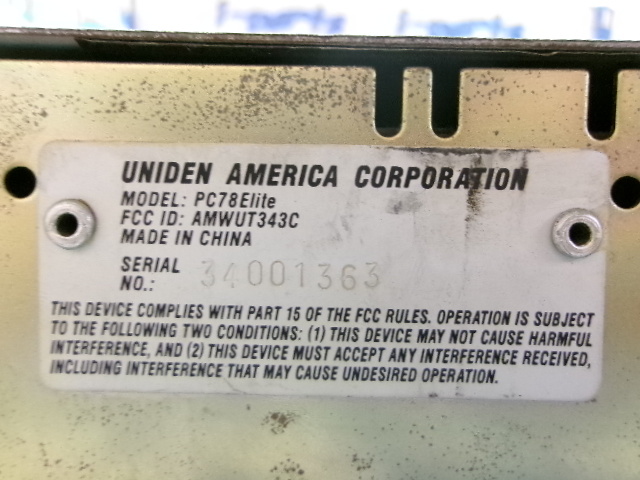 UNIDEN AMERICA CORPORATION
MODEL: PC78Elite
FCC ID: AMWUT343C
MADE IN CHINA
SERIAL
NO.: 34001363
THIS DEVICE COMPLIES WITH PART 15 OF THE FCC RULES. OPERATION IS SUBJECT
TO THE FOLLOWING TWO CONDITIONS: (1) THIS DEVICE MAY NOT CAUSE HARMFUL
INTERFERENCE, AND (2) THIS DEVICE MUST ACCEPT ANY INTERFERENCE RECEIVED,
INCLUDING INTERFERENCE THAT MAY CAUSE UNDESIRED OPERATION.